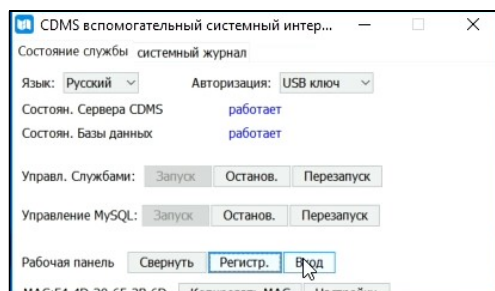 CDMS вспомогательный системный интер...
Состояние службы системный журнал
Язык: Русский Авторизация: USB ключ
Состоян. Сервера CDMS работает
Состоян. Базы данных работает
Управл. Службами: Запуск Останов. Перезапуск
Управление MySQL: Запуск Останов. Перезапуск
Рабочая панель Свернуть Регистр. Вход